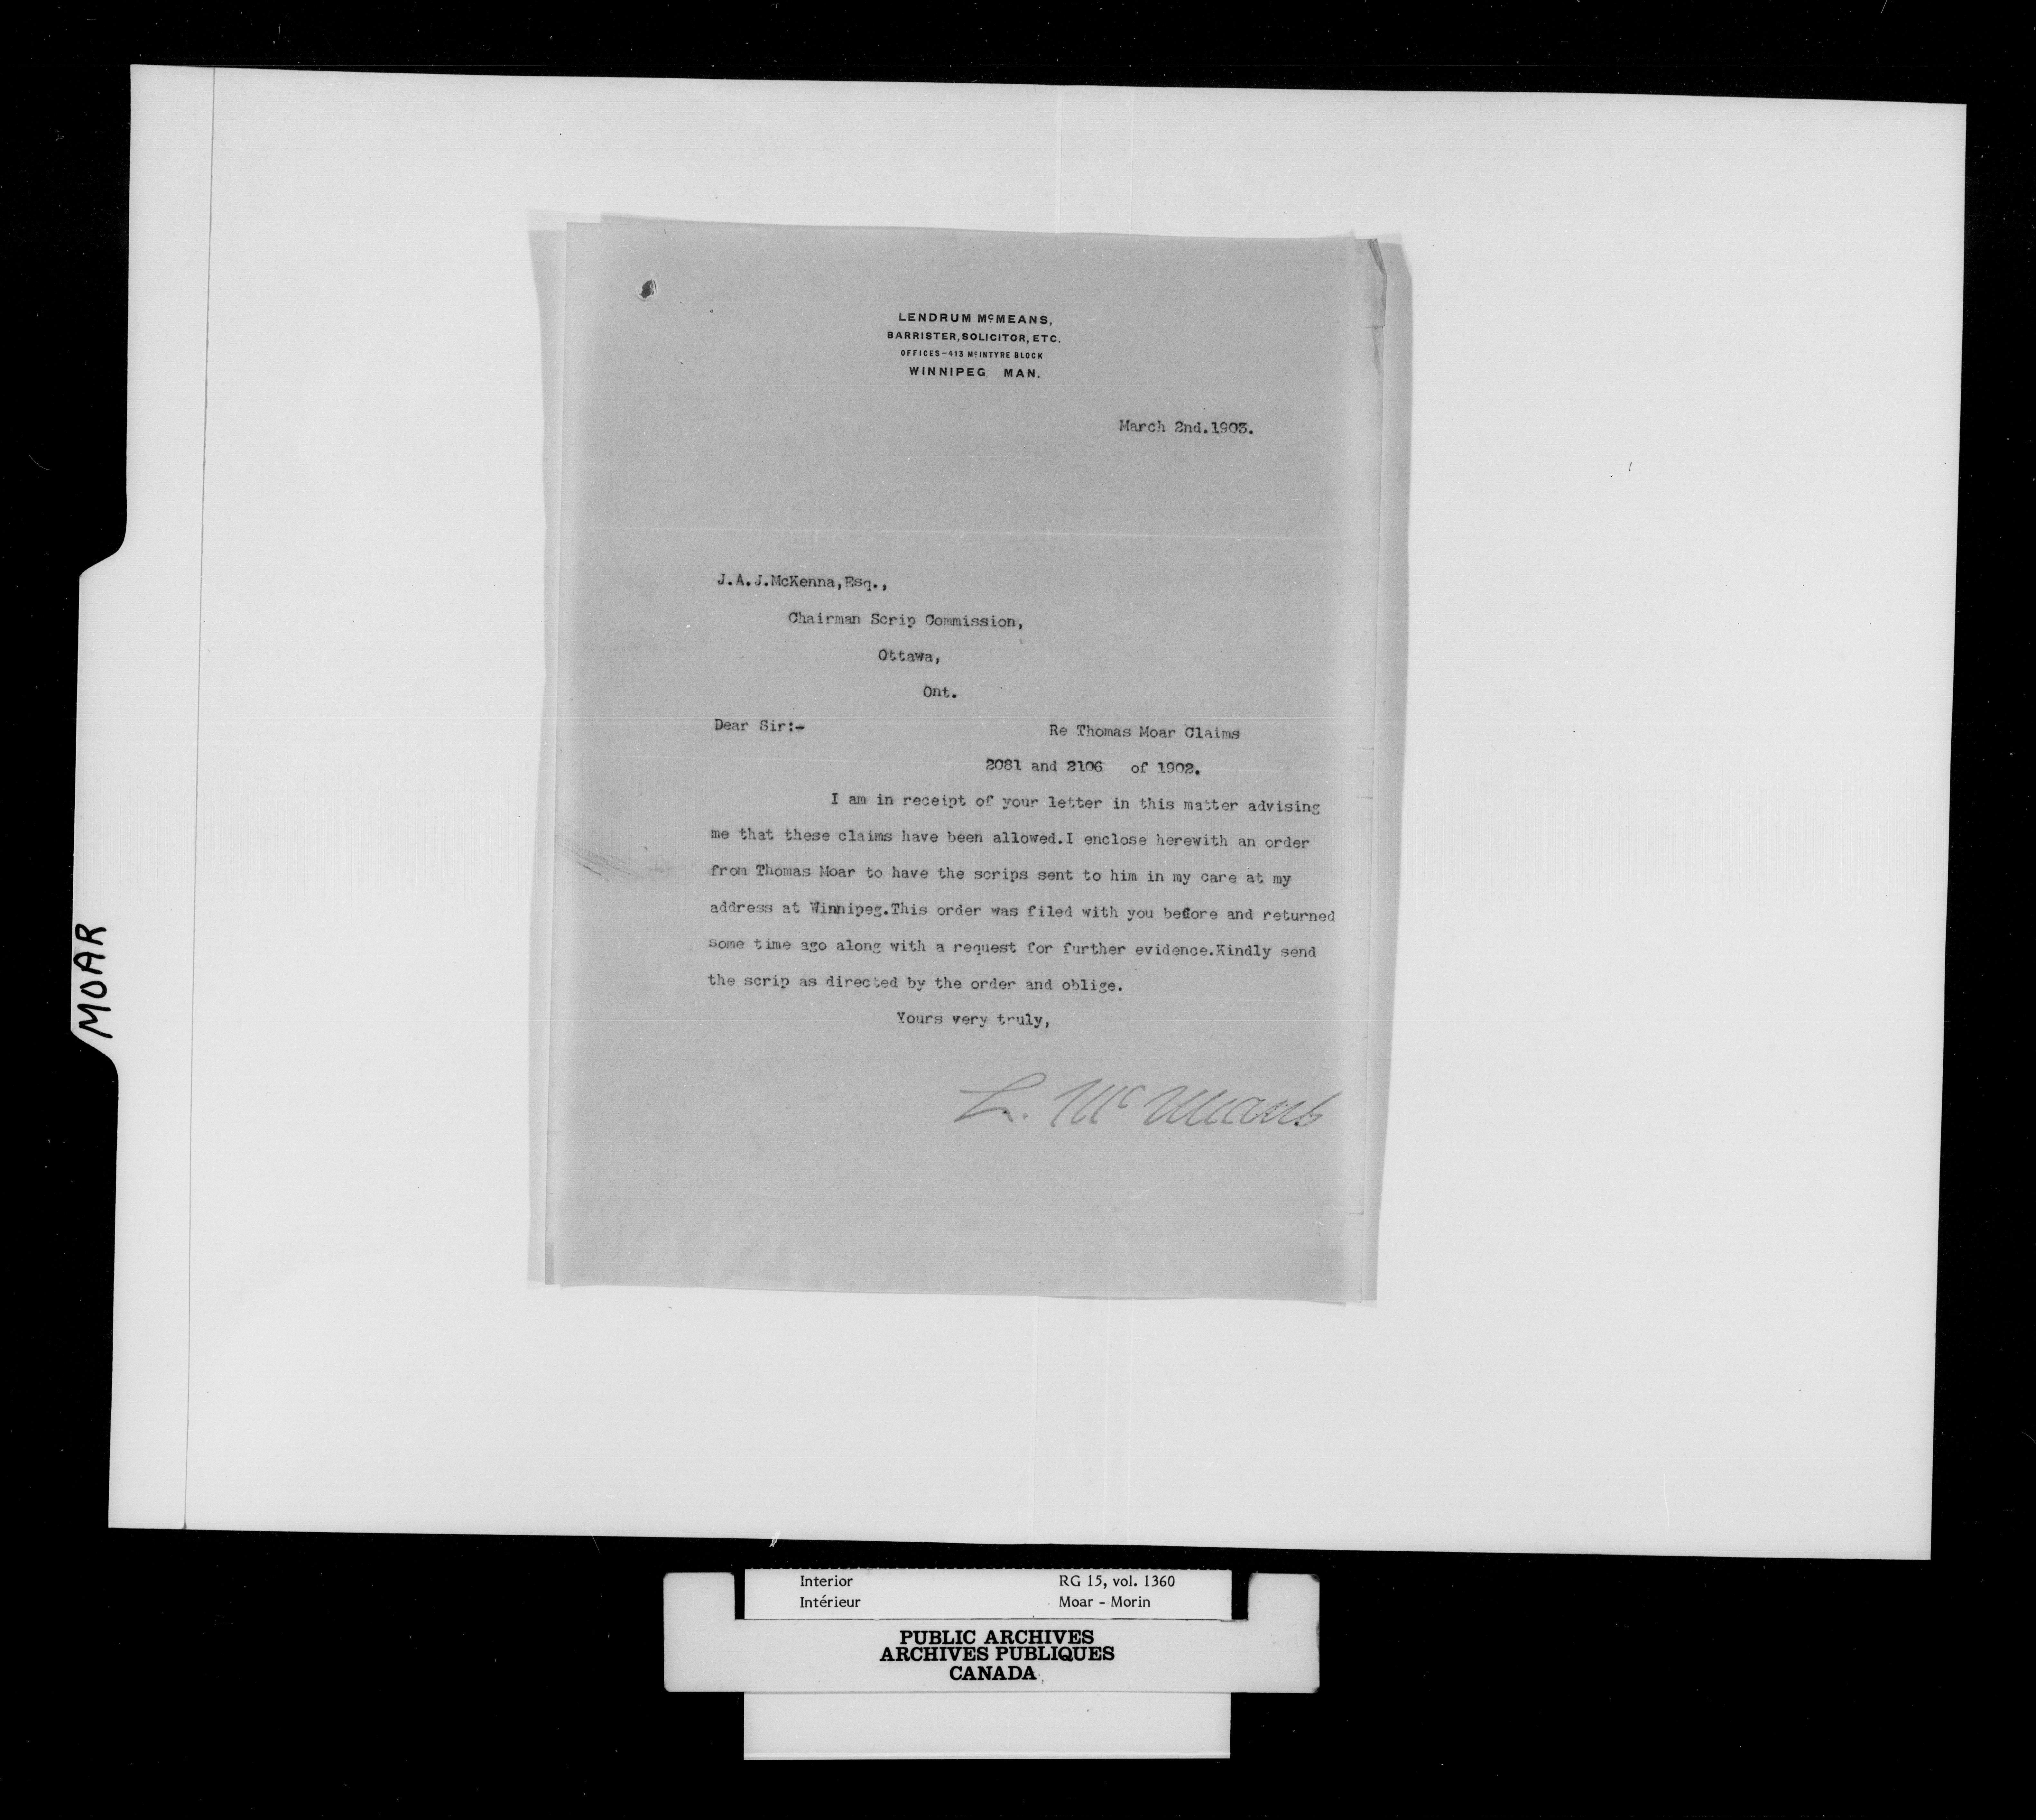 LENDRUM McMEANS,
BARRISTER, SOLICITOR, ETC.
OFFICES-413 McINTYRE BLOCK
WINNIPEG MAN.
March 2nd.1903.
J.A.J.McKenna,Esq.,
Chairman Scrip Commission,
Ottawa,
Ont.
Dear Sir:-
Re Thomas Moar Claims
2081 and 2106 of 1902.
I am in receipt of your letter in this matter advising
me that these claims have been allowed.I enclose herewith an order
from Thomas Moar to have the scrips sent to him in my care at my
address at Winnipeg.This order was filed with you before and returned
some time ago along with a request for further evidence.Kindly send
the scrip as directed by the order and oblige.
Yours very truly,
L. McMeans
MOAR
Interior RG 15, vol. 1360
Intérieur Moar - Morin
PUBLIC ARCHIVES
ARCHIVES PUBLIQUES
CANADA